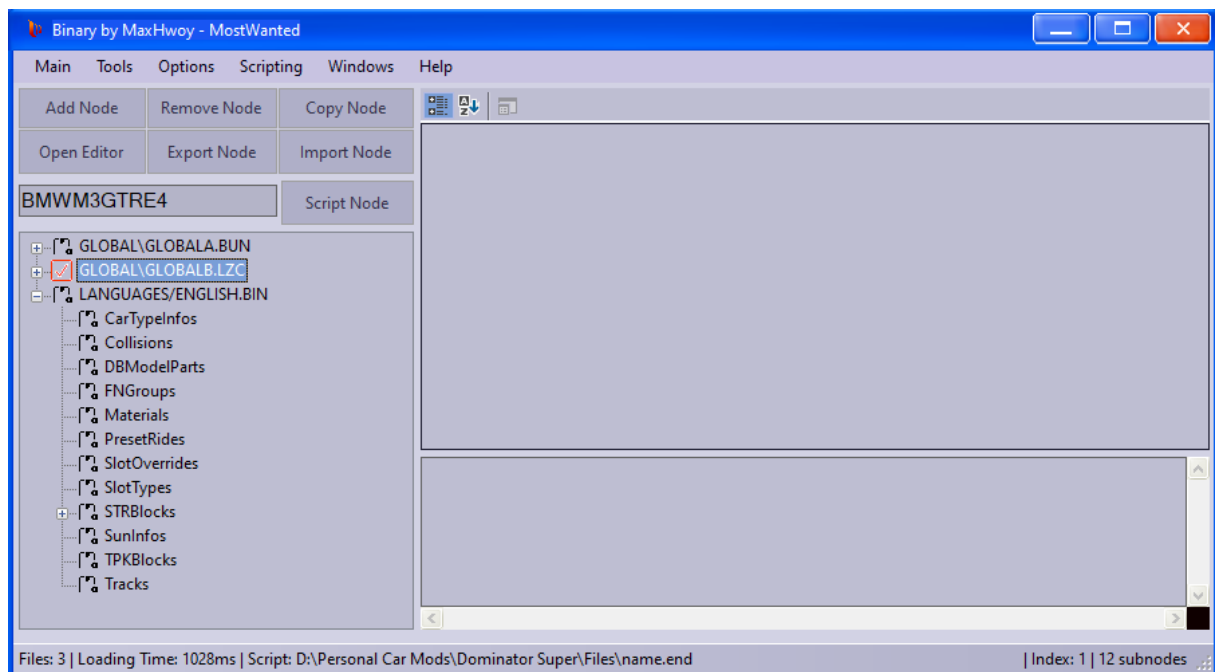 Binary by MaxHwoy - MostWanted
Main Tools Options Scripting Windows Help
Add Node Remove Node Copy Node
Open Editor Export Node Import Node
BMWM3GTRE4 Script Node
GLOBAL\GLOBALA.BUN
GLOBAL\GLOBALB.LZC
LANGUAGES/ENGLISH.BIN
CarTypeInfos
Collisions
DBModelParts
FNGroups
Materials
PresetRides
SlotOverrides
SlotTypes
STRBlocks
SunInfos
TPKBlocks
Tracks
Files: 3 | Loading Time: 1028ms | Script: D:\Personal Car Mods\Dominator Super\Files\name.end | Index: 1 | 12 subnodes